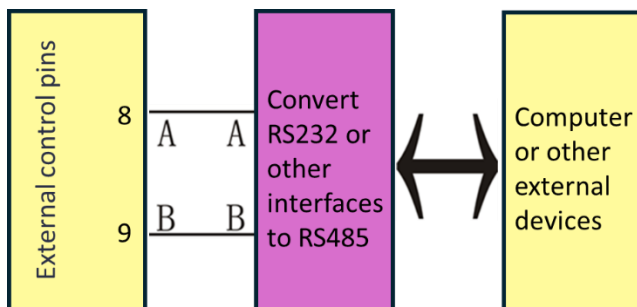 External control pins
8
A A
9
B B
Convert
RS232 or
other
interfaces
to RS485
Computer
or other
external
devices